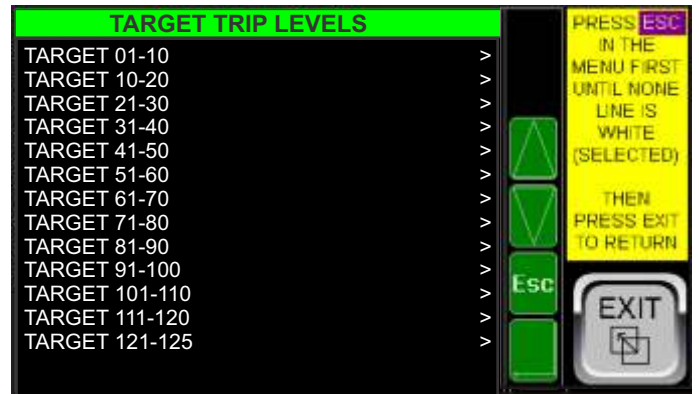 TARGET TRIP LEVELS
TARGET 01-10 >
TARGET 10-20 >
TARGET 21-30 >
TARGET 31-40 >
TARGET 41-50 >
TARGET 51-60 >
TARGET 61-70 >
TARGET 71-80 >
TARGET 81-90 >
TARGET 91-100 >
TARGET 101-110 >
TARGET 111-120 >
TARGET 121-125 >
Esc
PRESS ESC
IN THE
MENU FIRST
UNTIL NONE
LINE IS
WHITE
(SELECTED)
THEN
PRESS EXIT
TO RETURN
EXIT